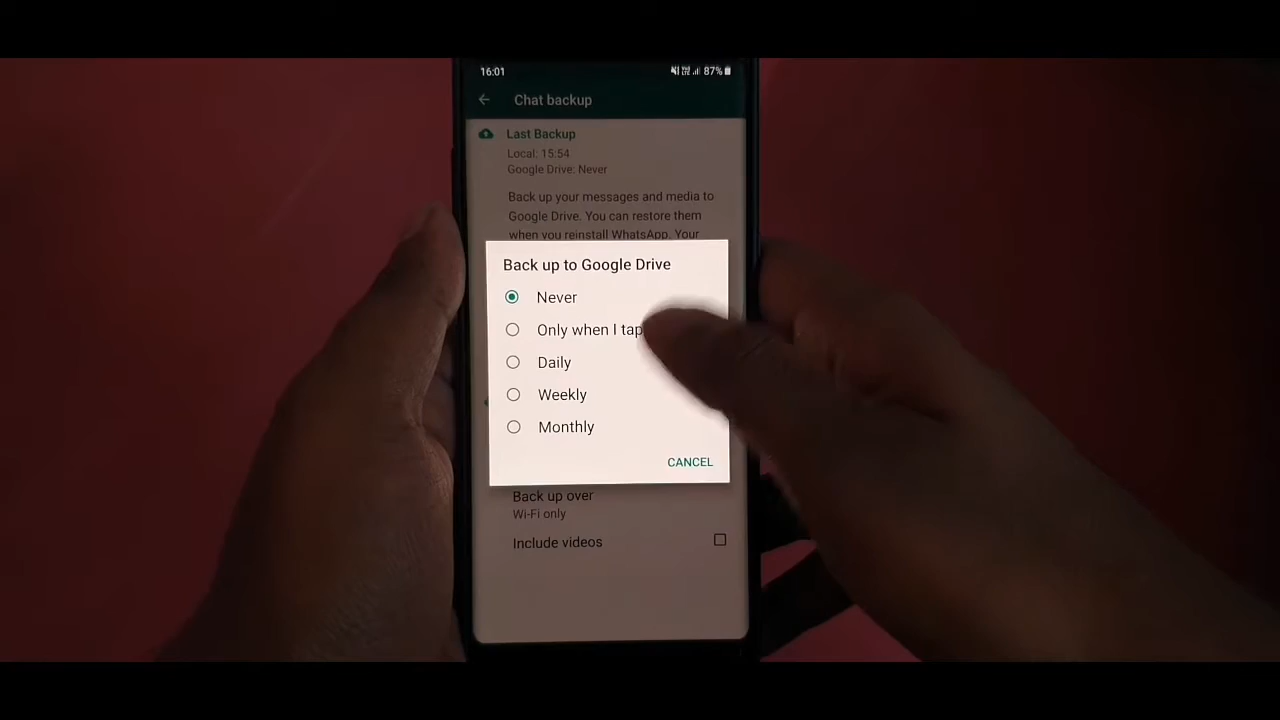 16:01
87%
Chat backup
Last Backup
Local: 15:54
Google Drive: Never
Back up your messages and media to
Google Drive. You can restore them
when you reinstall WhatsApp. Your
Back up to Google Drive
Never
Only when I tap
Daily
Weekly
Monthly
CANCEL
Back up over
Wi-Fi only
Include videos